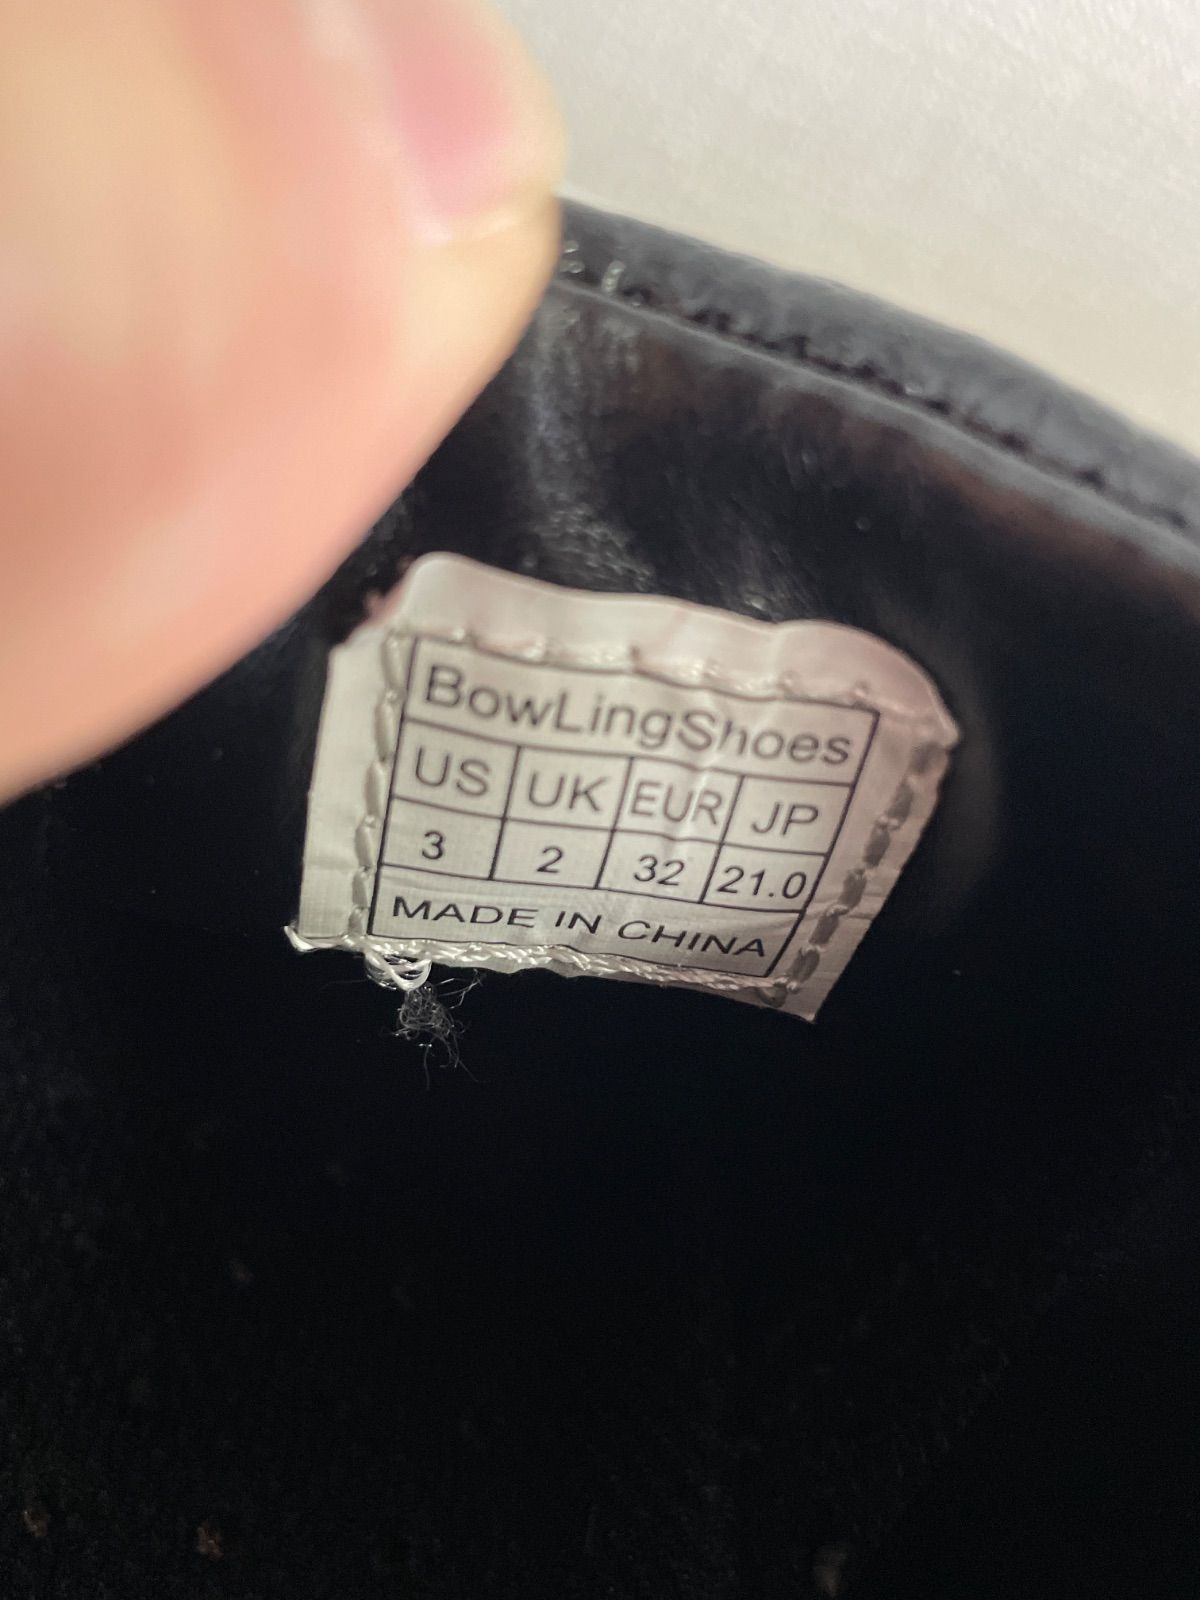 BowLingShoes
US UK EUR JP
3 2 32 21.0
MADE IN CHINA